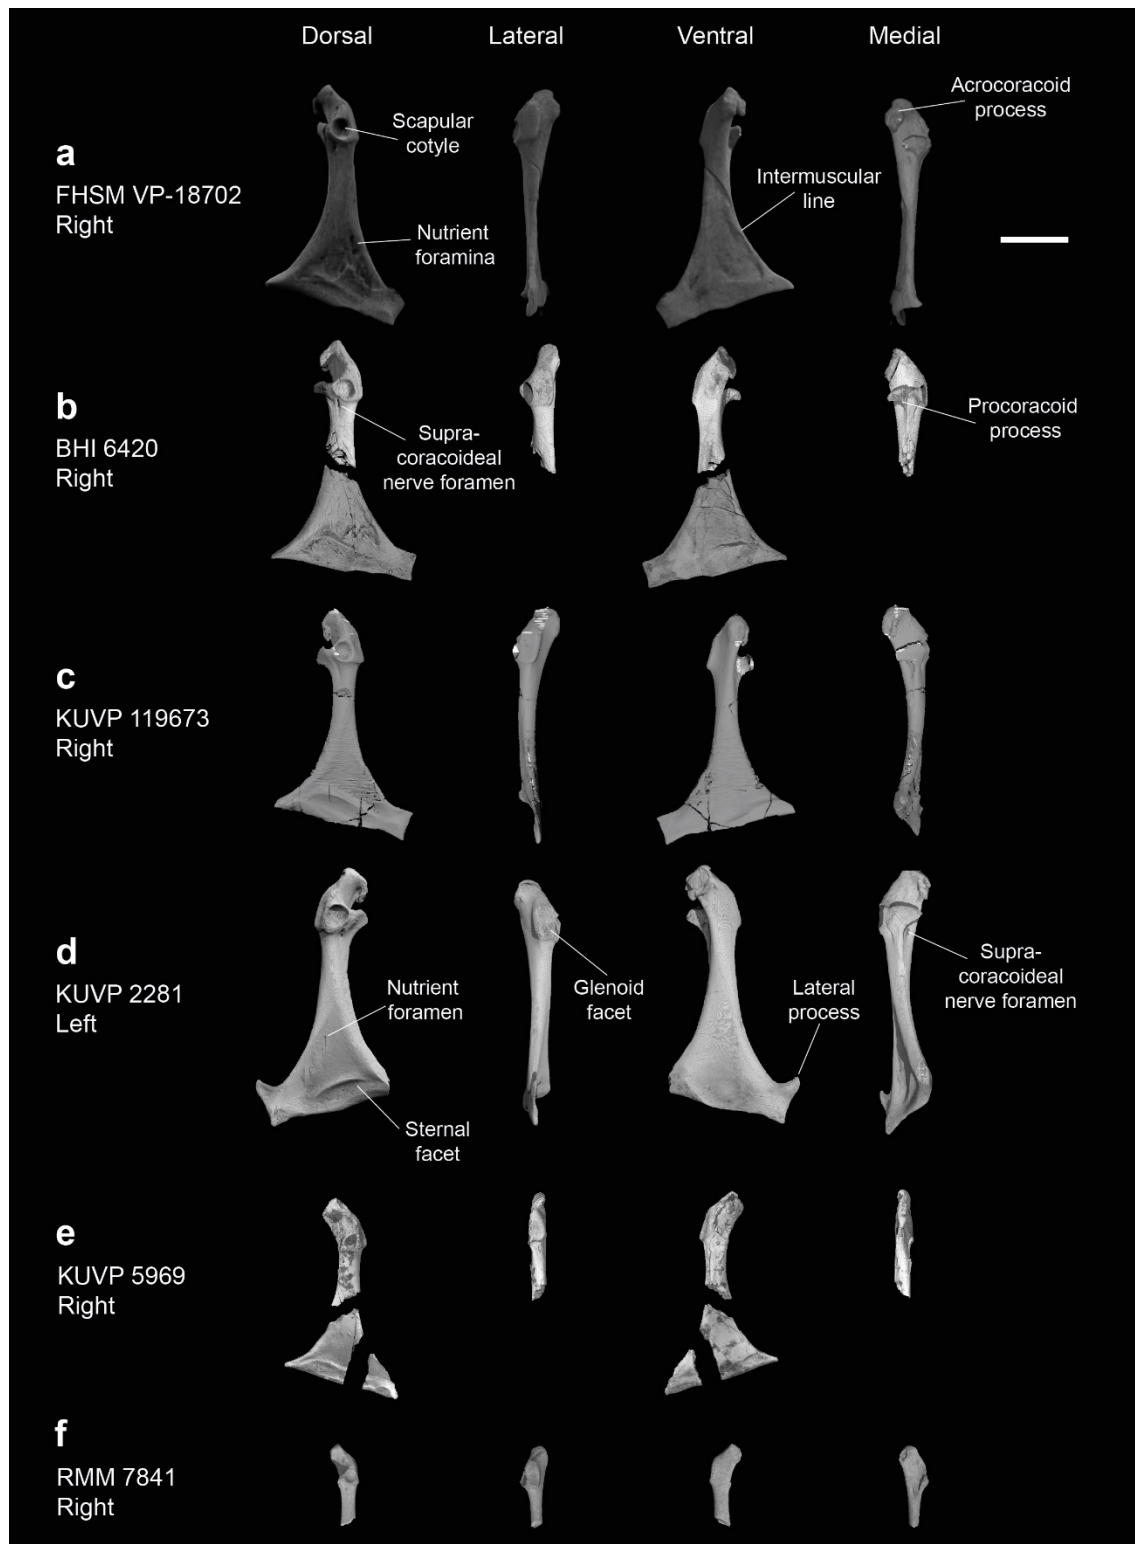 Dorsal Lateral Ventral Medial
a
FHSM VP-18702
Right
Scapular
cotyle
Nutrient
foramina
Intermuscular
line
Acrocoracoid
process
b
BHI 6420
Right
Supra-
coracoideal
nerve foramen
Procoracoid
process
c
KUVP 119673
Right
d
KUVP 2281
Left
Nutrient
foramen
Sternal
facet
Glenoid
facet
Lateral
process
Supra-
coracoideal
nerve foramen
e
KUVP 5969
Right
f
RMM 7841
Right